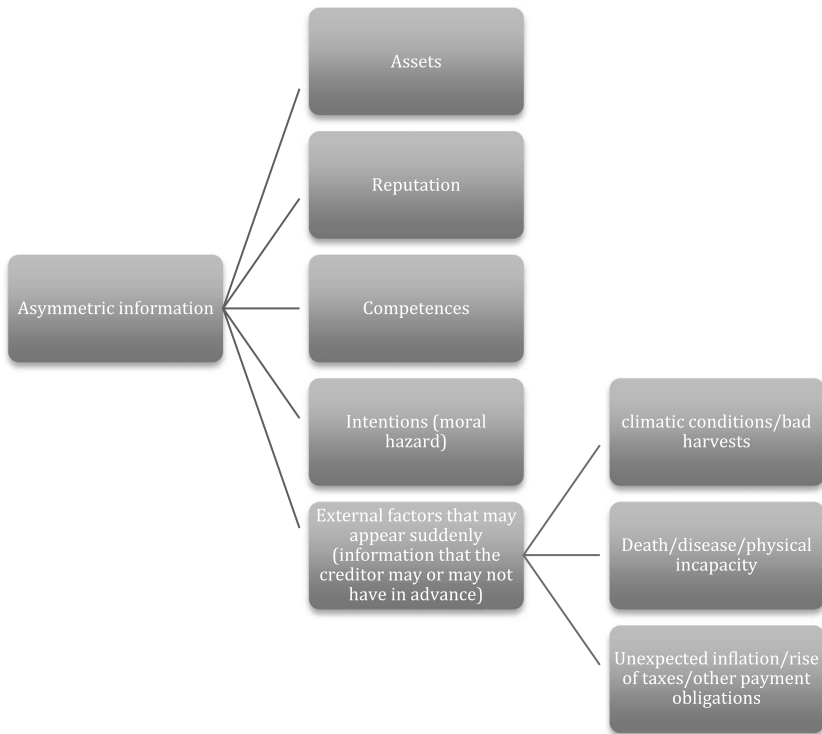 Assets
Reputation
Asymmetric information
Competences
Intentions (moral
hazard)
External factors that may
appear suddenly
(information that the
creditor may or may not
have in advance)
climatic conditions/bad
harvests
Death/disease/physical
incapacity
Unexpected inflation/rise
of taxes/other payment
obligations